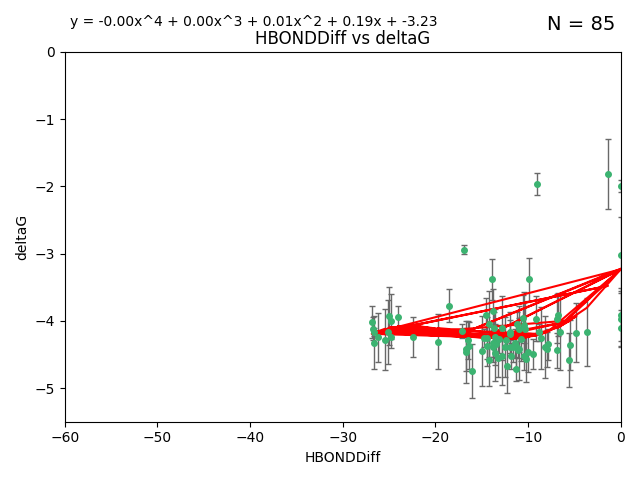 y = -0.00x^4 + 0.00x^3 + 0.01x^2 + 0.19x + -3.23
N = 85
HBONDDiff vs deltaG
0
−1
−2
−3
−4
−5
deltaG
−60 −50 −40 −30 −20 −10 0
HBONDDiff